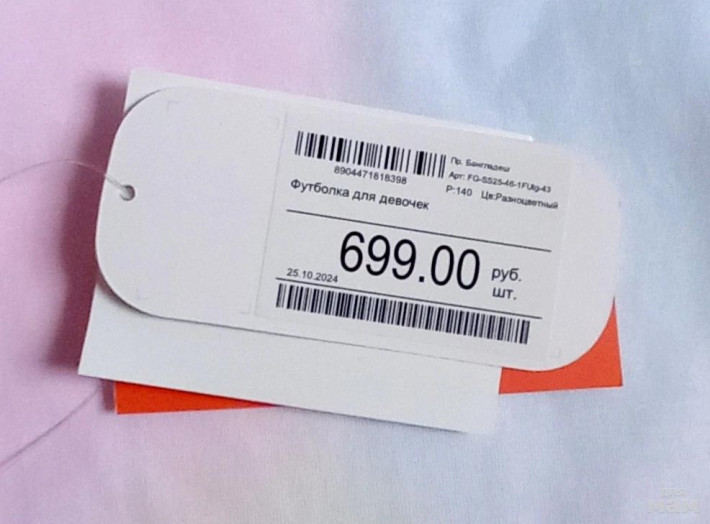 Пр. Бангладеш
8904471818398
Арт: FG-SS25-46-1FUlg-43
Р:140 Цв:Разноцветный
Футболка для девочек
699.00 руб.
шт.
25.10.2024